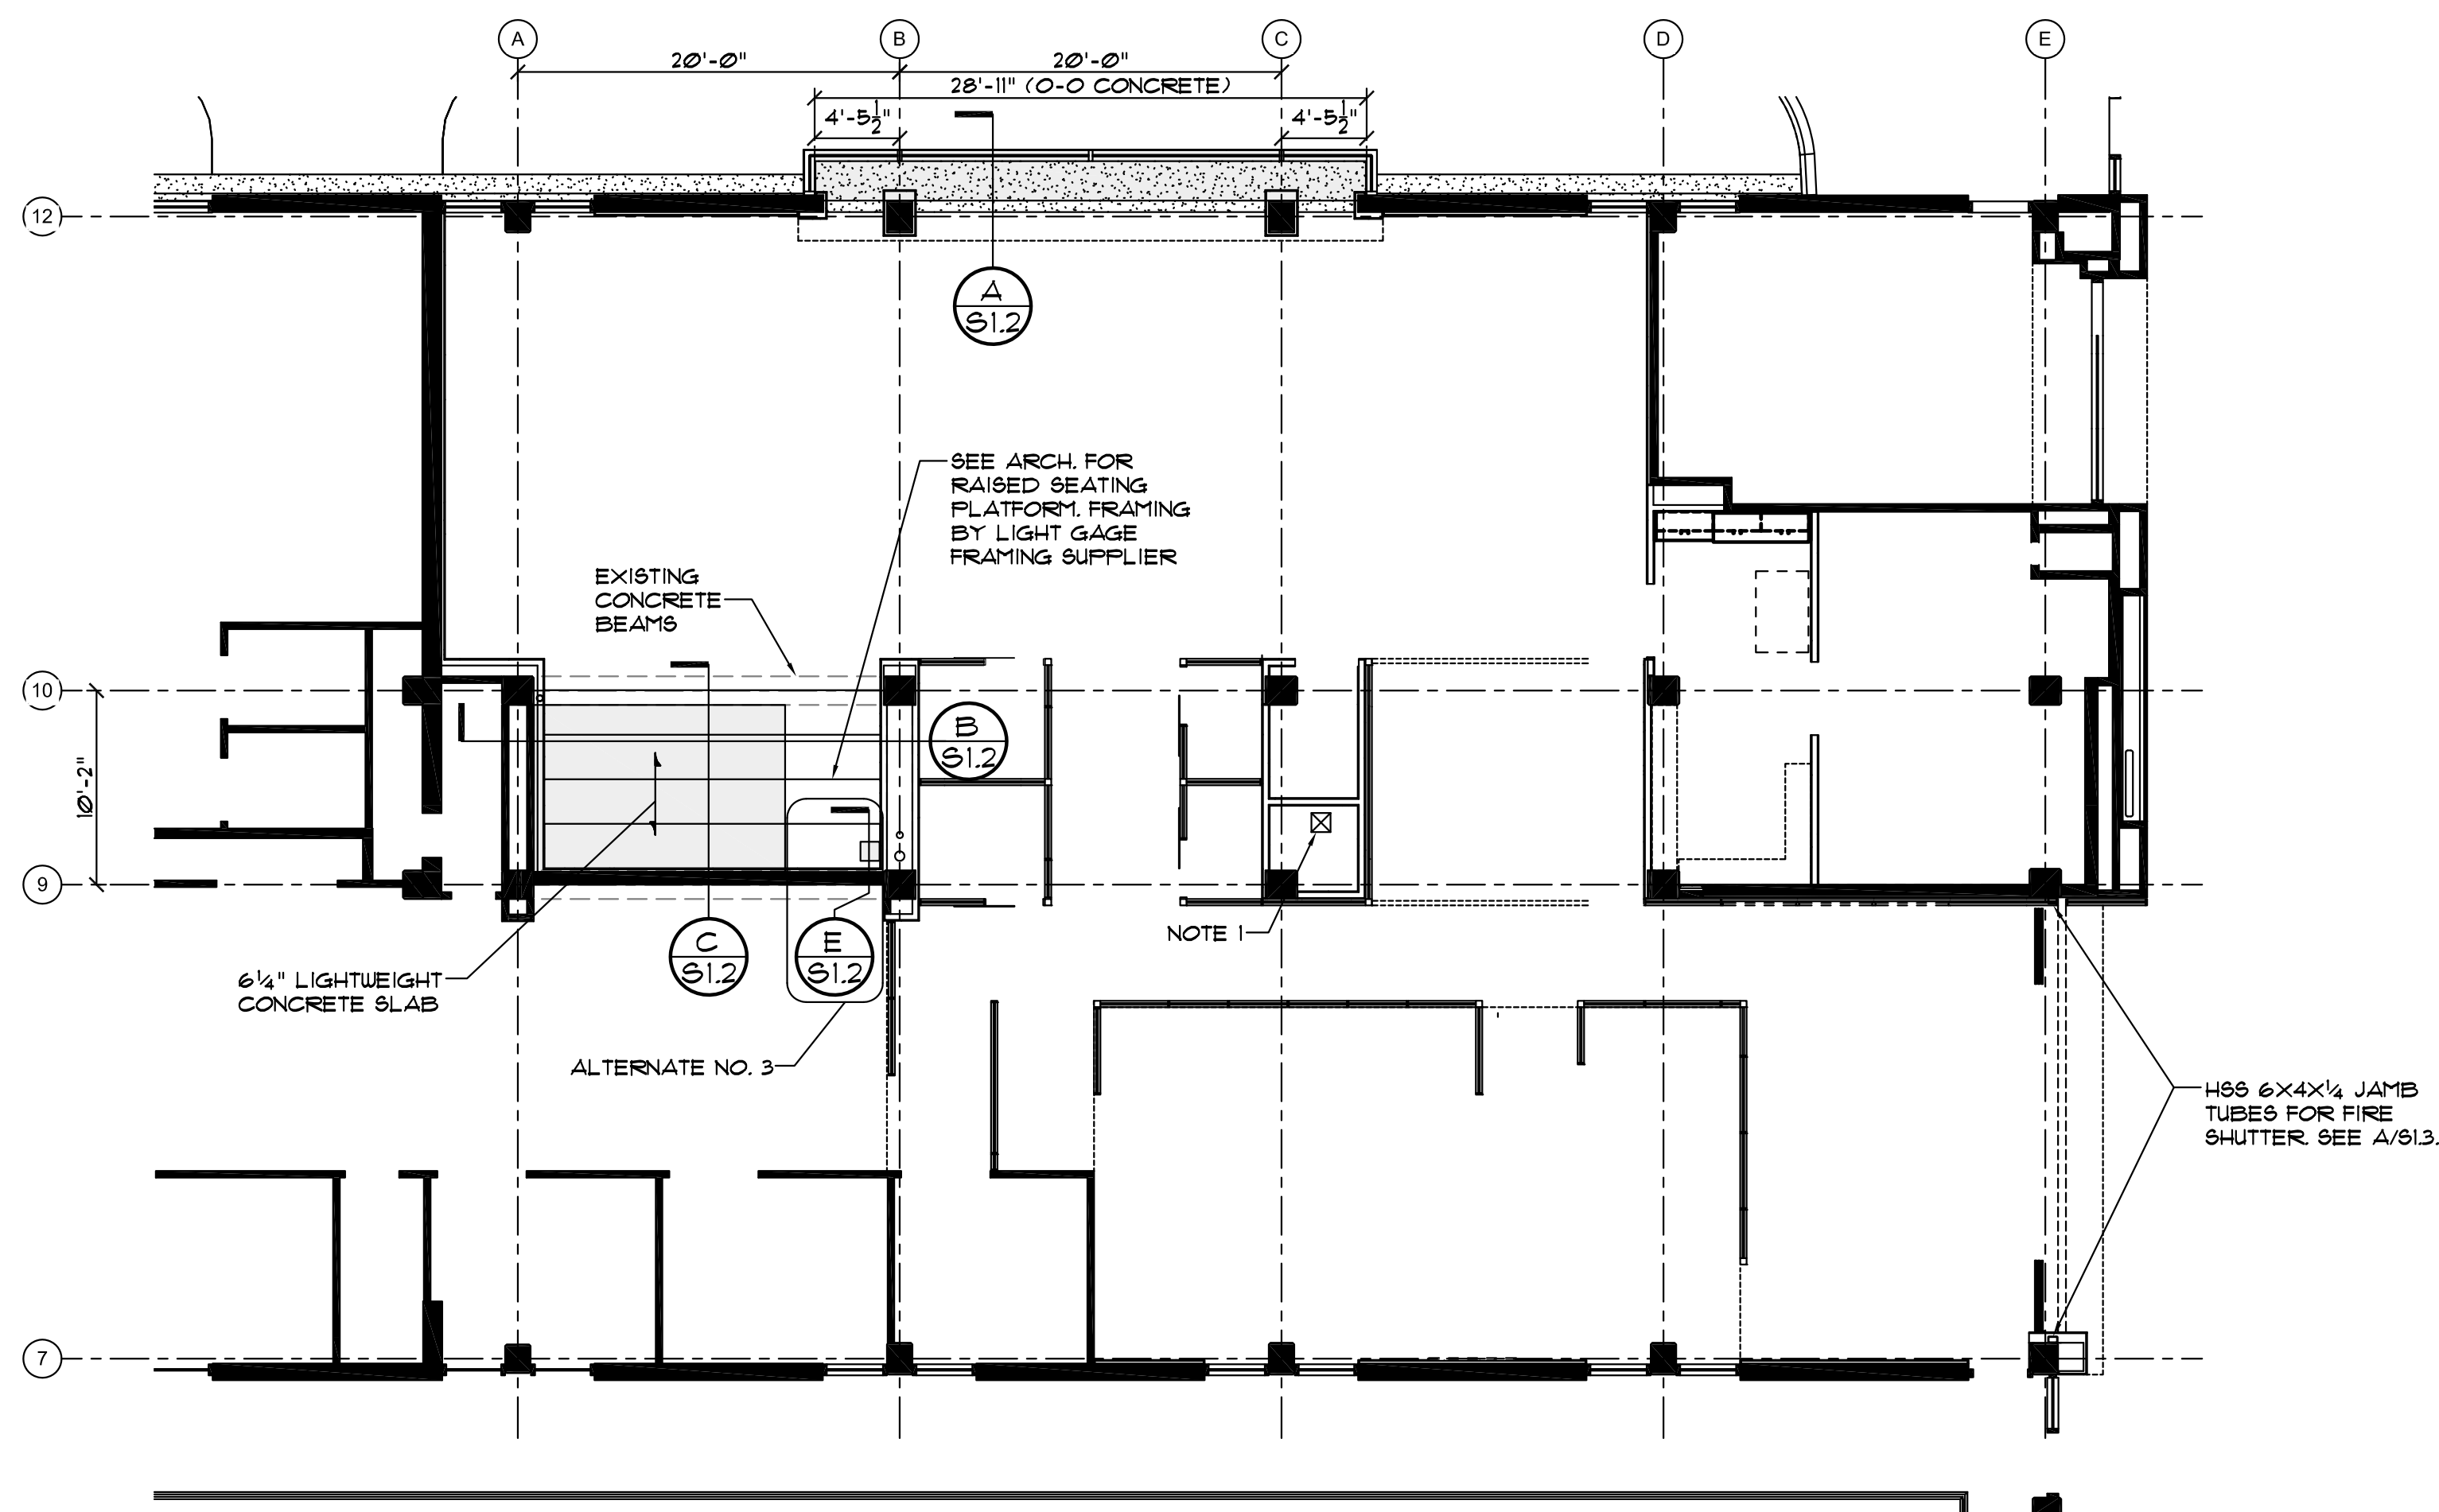 A B C D E
20'-0" 20'-0"
28'-11" (O-O CONCRETE)
4'-5½" 4'-5½"
12
A
S1.2
SEE ARCH. FOR
RAISED SEATING
PLATFORM. FRAMING
BY LIGHT GAGE
FRAMING SUPPLIER
EXISTING
CONCRETE
BEAMS
10
B
S1.2
10'-2"
9
NOTE 1
C
S1.2
E
S1.2
6¼" LIGHTWEIGHT
CONCRETE SLAB
ALTERNATE NO. 3
HSS 6X4X¼ JAMB
TUBES FOR FIRE
SHUTTER. SEE A/S1.3.
7